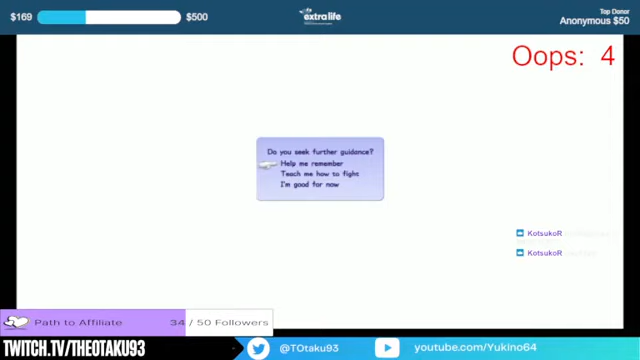 $169
$500
extralife
Top Donor
Anonymous $50
Oops: 4
Do you seek further guidance?
Help me remember
Teach me how to fight
I'm good for now
KotsukoR
KotsukoR
Path to Affiliate
34 / 50 Followers
TWITCH.TV/THEOTAKU93
@TOtaku93
youtube.com/Yukino64